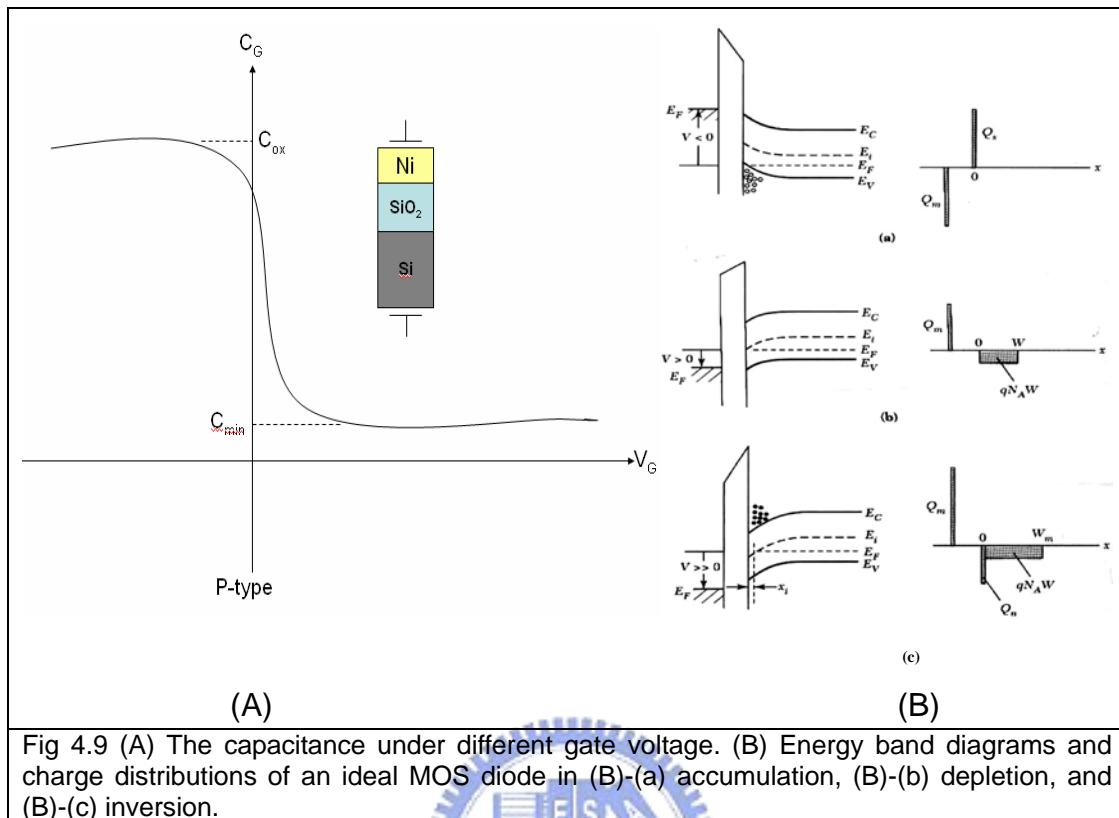 C_G
C_ox
Ni
SiO₂
Si
C_min
V_G
P-type
(A)
E_F
V < 0
E_C
E_i
E_F
E_V
Q_s
0
x
Q_m
(a)
V > 0
E_F
E_C
E_i
E_F
E_V
Q_m
0
W
x
qN_AW
(b)
V >> 0
E_F
x_i
E_C
E_i
E_F
E_V
Q_m
0
W_m
x
qN_AW
Q_n
(c)
(B)
Fig 4.9 (A) The capacitance under different gate voltage. (B) Energy band diagrams and
charge distributions of an ideal MOS diode in (B)-(a) accumulation, (B)-(b) depletion, and
(B)-(c) inversion.
E S